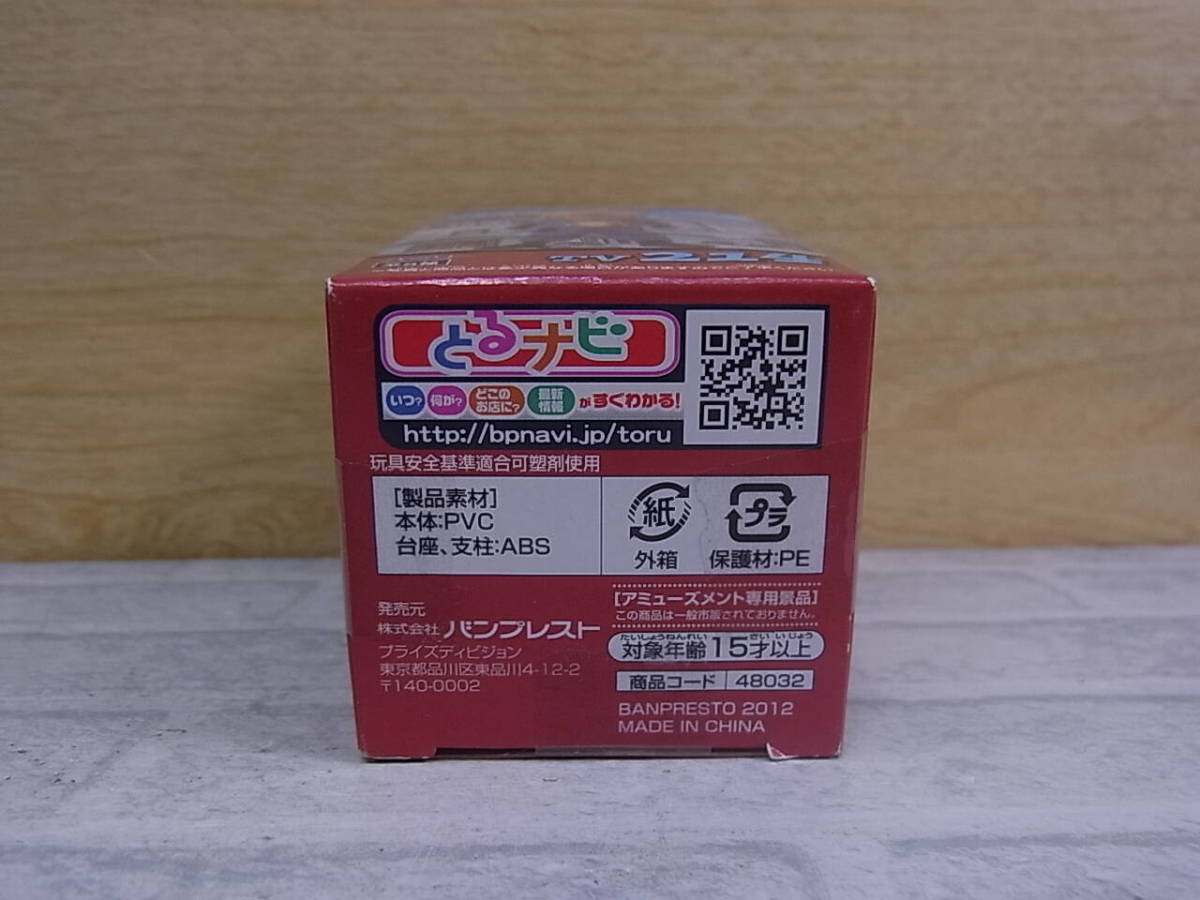 とるナビ
いつ? 何が? どこのお店に? 最新情報 がすぐわかる!
http://bpnavi.jp/toru
玩具安全基準適合可塑剤使用
[製品素材]
本体:PVC
台座、支柱:ABS
紙
外箱
プラ
保護材:PE
発売元
株式会社 バンプレスト
プライズディビジョン
東京都品川区東品川4-12-2
〒140-0002
[アミューズメント専用景品]
この商品は一般市販されておりません。
たいしょうねんれい さい いじょう
対象年齢 15才以上
商品コード 48032
BANPRESTO 2012
MADE IN CHINA